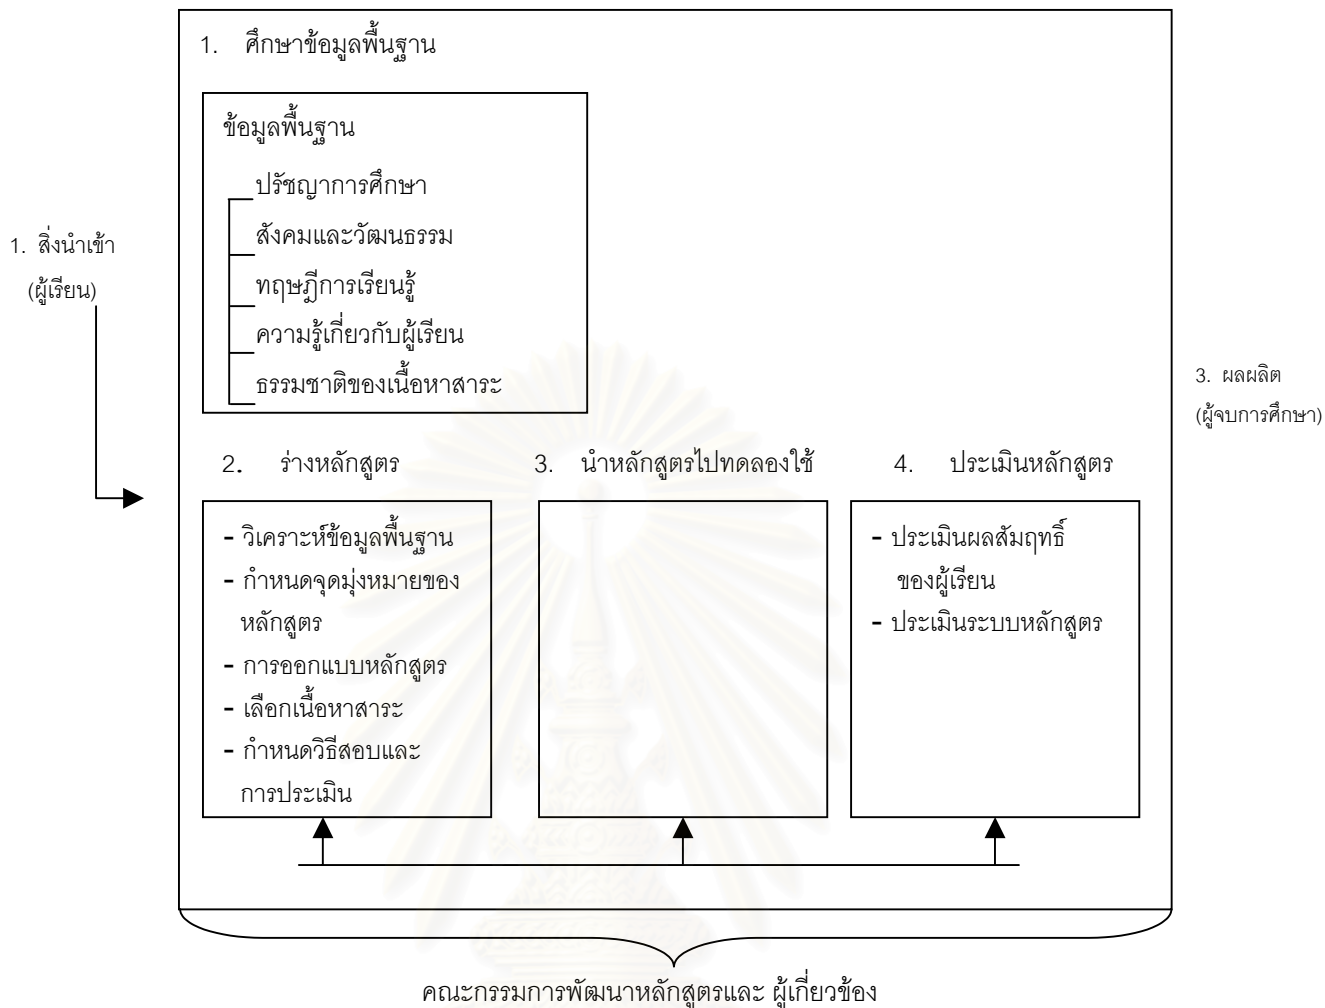 1. ศึกษาข้อมูลพื้นฐาน
ข้อมูลพื้นฐาน
ปรัชญาการศึกษา
สังคมและวัฒนธรรม
ทฤษฎีการเรียนรู้
ความรู้เกี่ยวกับผู้เรียน
ธรรมชาติของเนื้อหาสาระ
1. สิ่งนำเข้า
(ผู้เรียน)
3. ผลผลิต
(ผู้จบการศึกษา)
2. ร่างหลักสูตร
- วิเคราะห์ข้อมูลพื้นฐาน
- กำหนดจุดมุ่งหมายของ
หลักสูตร
- การออกแบบหลักสูตร
- เลือกเนื้อหาสาระ
- กำหนดวิธีสอบและ
การประเมิน
3. นำหลักสูตรไปทดลองใช้
4. ประเมินหลักสูตร
- ประเมินผลสัมฤทธิ์
ของผู้เรียน
- ประเมินระบบหลักสูตร
คณะกรรมการพัฒนาหลักสูตรและ ผู้เกี่ยวข้อง